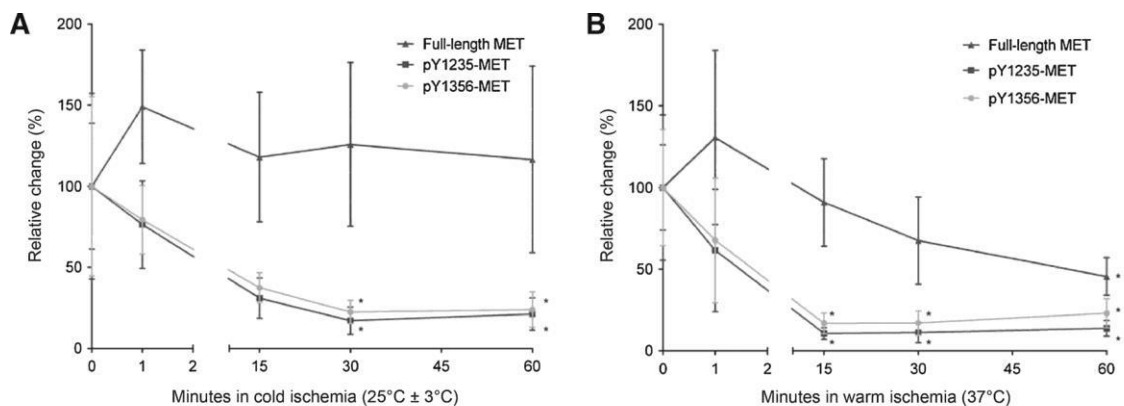 A
200
150
100
50
0
Relative change (%)
Full-length MET
pY1235-MET
pY1356-MET
* *
* *
0 1 2 15 30 45 60
Minutes in cold ischemia (25°C ± 3°C)
B
200
150
100
50
0
Relative change (%)
Full-length MET
pY1235-MET
pY1356-MET
*
* * *
* * *
0 1 2 15 30 45 60
Minutes in warm ischemia (37°C)